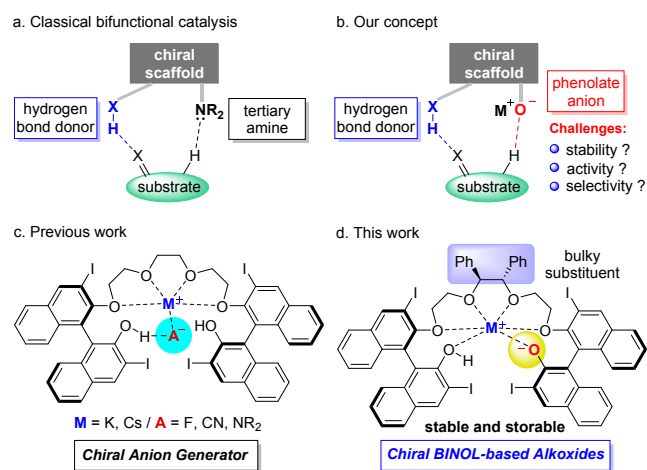 a. Classical bifunctional catalysis
chiral
scaffold
hydrogen
bond donor
X
H
NR2
tertiary
amine
X
H
substrate
b. Our concept
chiral
scaffold
hydrogen
bond donor
X
H
M+ O−
phenolate
anion
Challenges:
stability ?
activity ?
selectivity ?
X
H
substrate
c. Previous work
I
O
O
O
I
O
M+
O
O
H
A−
HO
I
I
M = K, Cs / A = F, CN, NR2
Chiral Anion Generator
d. This work
Ph
Ph
bulky
substituent
I
O
O
I
O
M+
O
O
H
−O
I
I
stable and storable
Chiral BINOL-based Alkoxides